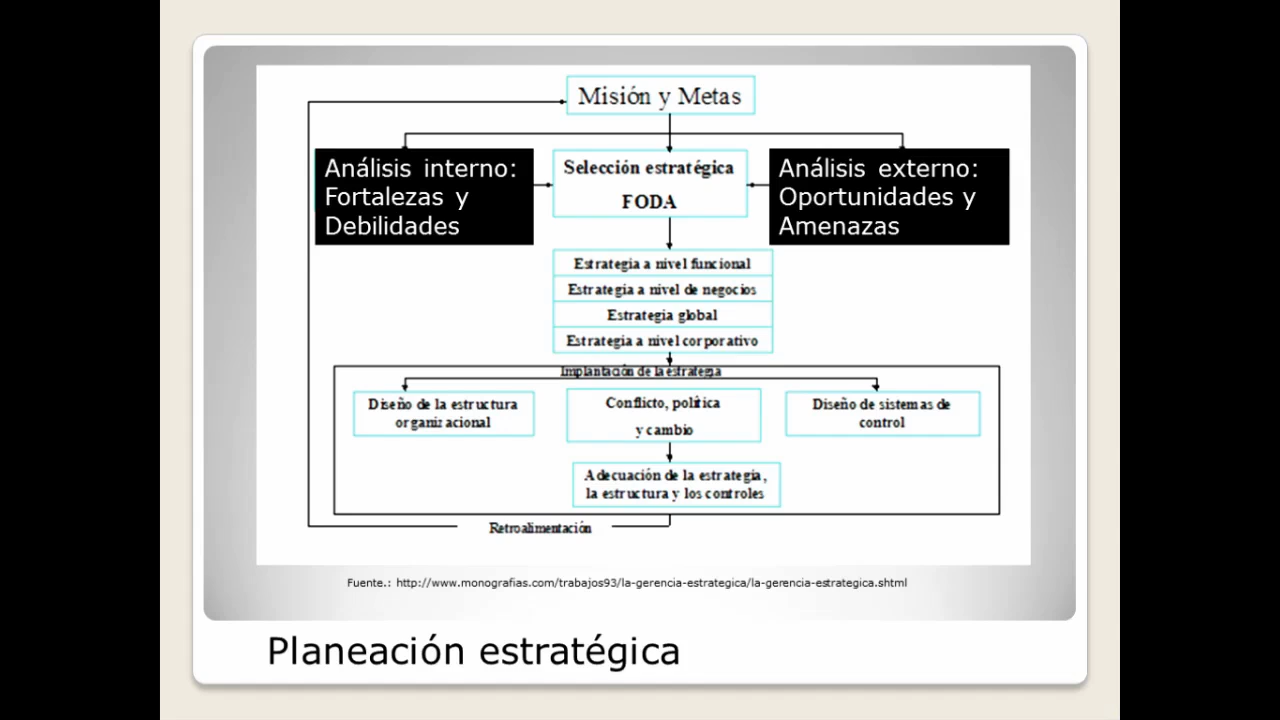 Misión y Metas
Análisis interno:
Fortalezas y
Debilidades
Selección estratégica
FODA
Análisis externo:
Oportunidades y
Amenazas
Estrategia a nivel funcional
Estrategia a nivel de negocios
Estrategia global
Estrategia a nivel corporativo
Implantación de la estrategia
Diseño de la estructura
organizacional
Conflicto, política
y cambio
Diseño de sistemas de
control
Adecuación de la estrategia,
la estructura y los controles
Retroalimentación
Fuente.: http://www.monografias.com/trabajos93/la-gerencia-estrategica/la-gerencia-estrategica.shtml
Planeación estratégica